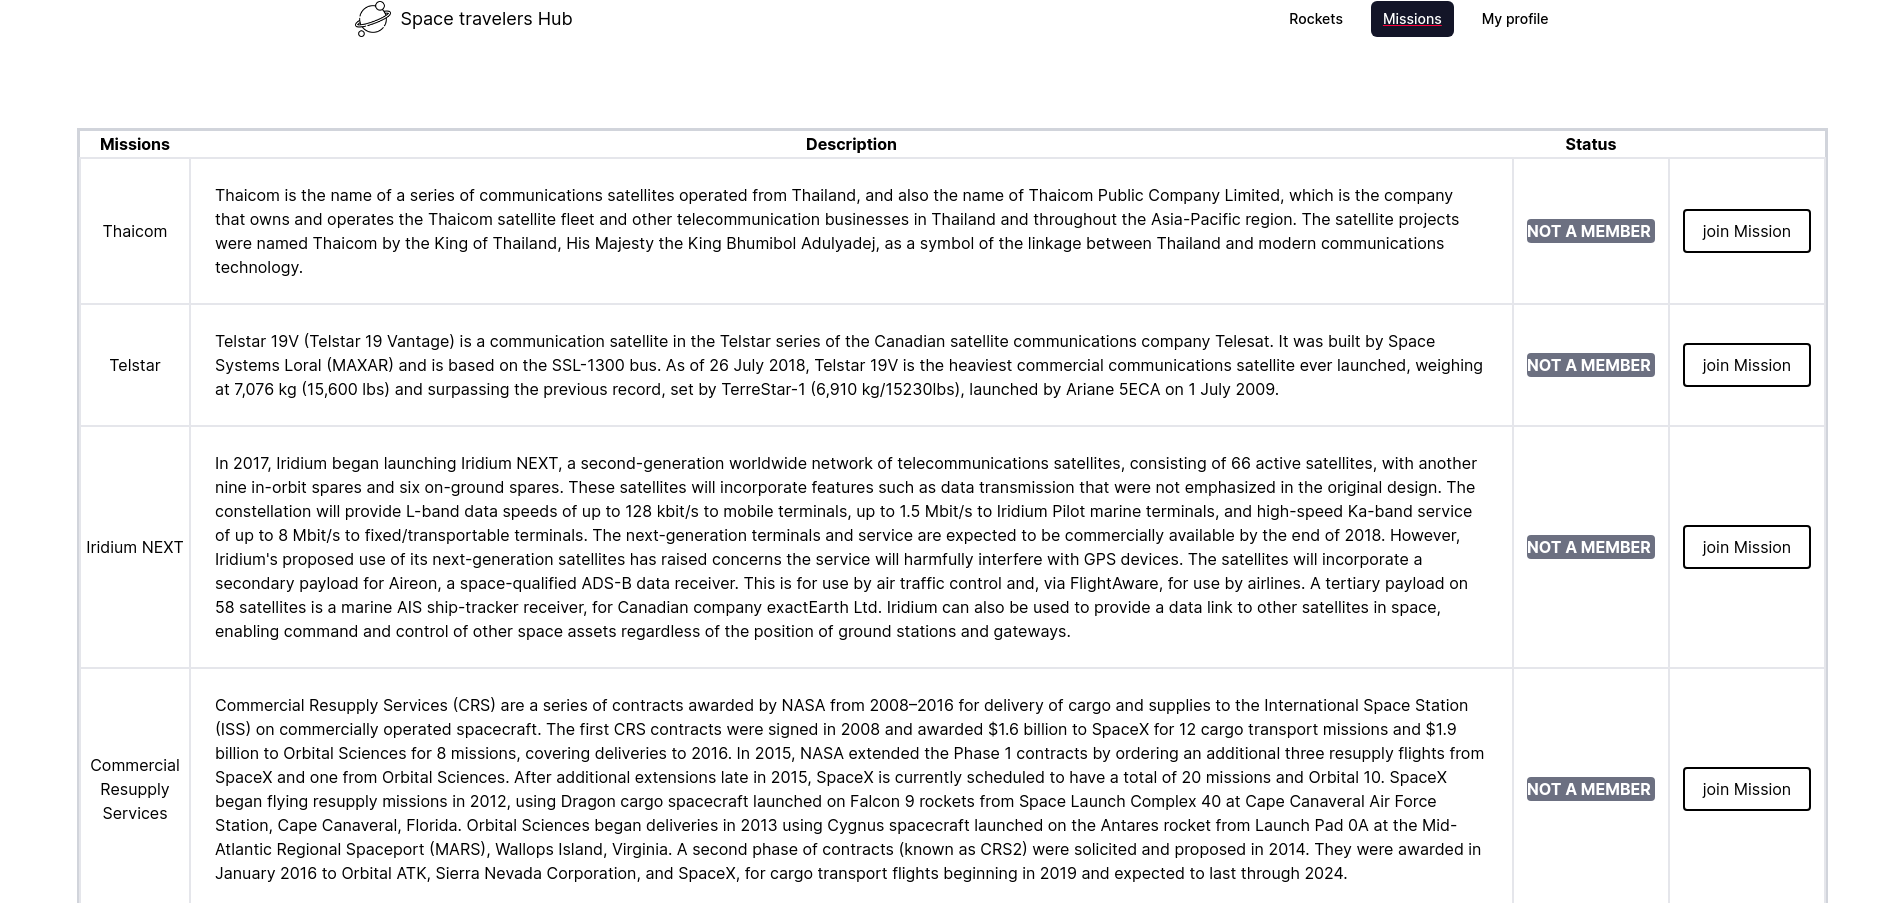 Space travelers Hub
Rockets
Missions
My profile
Missions
Description
Status
Thaicom
Thaicom is the name of a series of communications satellites operated from Thailand, and also the name of Thaicom Public Company Limited, which is the company
that owns and operates the Thaicom satellite fleet and other telecommunication businesses in Thailand and throughout the Asia-Pacific region. The satellite projects
were named Thaicom by the King of Thailand, His Majesty the King Bhumibol Adulyadej, as a symbol of the linkage between Thailand and modern communications
technology.
NOT A MEMBER
join Mission
Telstar
Telstar 19V (Telstar 19 Vantage) is a communication satellite in the Telstar series of the Canadian satellite communications company Telesat. It was built by Space
Systems Loral (MAXAR) and is based on the SSL-1300 bus. As of 26 July 2018, Telstar 19V is the heaviest commercial communications satellite ever launched, weighing
at 7,076 kg (15,600 lbs) and surpassing the previous record, set by TerreStar-1 (6,910 kg/15230lbs), launched by Ariane 5ECA on 1 July 2009.
NOT A MEMBER
join Mission
Iridium NEXT
In 2017, Iridium began launching Iridium NEXT, a second-generation worldwide network of telecommunications satellites, consisting of 66 active satellites, with another
nine in-orbit spares and six on-ground spares. These satellites will incorporate features such as data transmission that were not emphasized in the original design. The
constellation will provide L-band data speeds of up to 128 kbit/s to mobile terminals, up to 1.5 Mbit/s to Iridium Pilot marine terminals, and high-speed Ka-band service
of up to 8 Mbit/s to fixed/transportable terminals. The next-generation terminals and service are expected to be commercially available by the end of 2018. However,
Iridium's proposed use of its next-generation satellites has raised concerns the service will harmfully interfere with GPS devices. The satellites will incorporate a
secondary payload for Aireon, a space-qualified ADS-B data receiver. This is for use by air traffic control and, via FlightAware, for use by airlines. A tertiary payload on
58 satellites is a marine AIS ship-tracker receiver, for Canadian company exactEarth Ltd. Iridium can also be used to provide a data link to other satellites in space,
enabling command and control of other space assets regardless of the position of ground stations and gateways.
NOT A MEMBER
join Mission
Commercial
Resupply
Services
Commercial Resupply Services (CRS) are a series of contracts awarded by NASA from 2008–2016 for delivery of cargo and supplies to the International Space Station
(ISS) on commercially operated spacecraft. The first CRS contracts were signed in 2008 and awarded $1.6 billion to SpaceX for 12 cargo transport missions and $1.9
billion to Orbital Sciences for 8 missions, covering deliveries to 2016. In 2015, NASA extended the Phase 1 contracts by ordering an additional three resupply flights from
SpaceX and one from Orbital Sciences. After additional extensions late in 2015, SpaceX is currently scheduled to have a total of 20 missions and Orbital 10. SpaceX
began flying resupply missions in 2012, using Dragon cargo spacecraft launched on Falcon 9 rockets from Space Launch Complex 40 at Cape Canaveral Air Force
Station, Cape Canaveral, Florida. Orbital Sciences began deliveries in 2013 using Cygnus spacecraft launched on the Antares rocket from Launch Pad 0A at the Mid-
Atlantic Regional Spaceport (MARS), Wallops Island, Virginia. A second phase of contracts (known as CRS2) were solicited and proposed in 2014. They were awarded in
January 2016 to Orbital ATK, Sierra Nevada Corporation, and SpaceX, for cargo transport flights beginning in 2019 and expected to last through 2024.
NOT A MEMBER
join Mission